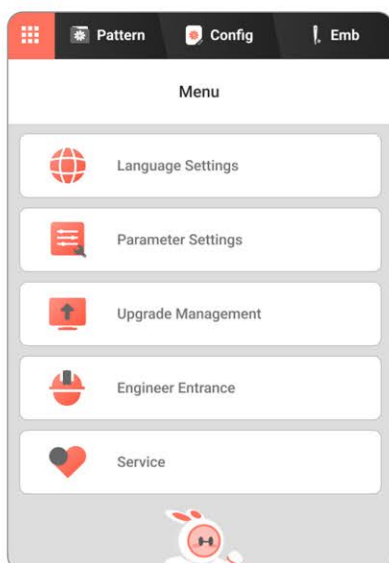 Pattern Config Emb
Menu
Language Settings
Parameter Settings
Upgrade Management
Engineer Entrance
Service